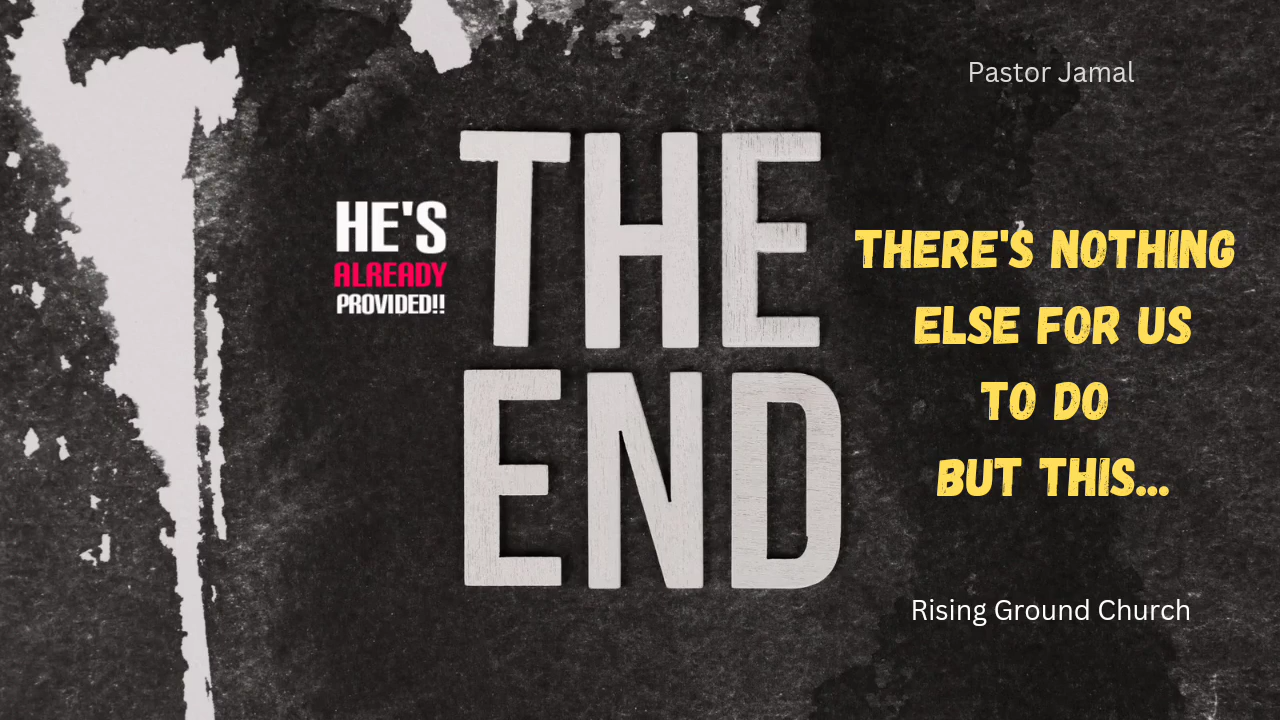 Pastor Jamal
HE'S
ALREADY
PROVIDED!!
THE
END
THERE'S NOTHING
ELSE FOR US
TO DO
BUT THIS...
Rising Ground Church